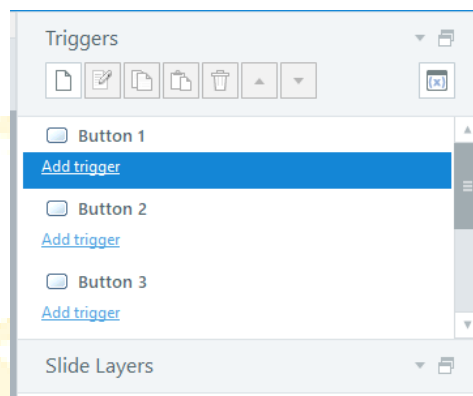 Triggers
(x)
Button 1
Add trigger
Button 2
Add trigger
Button 3
Add trigger
Slide Layers